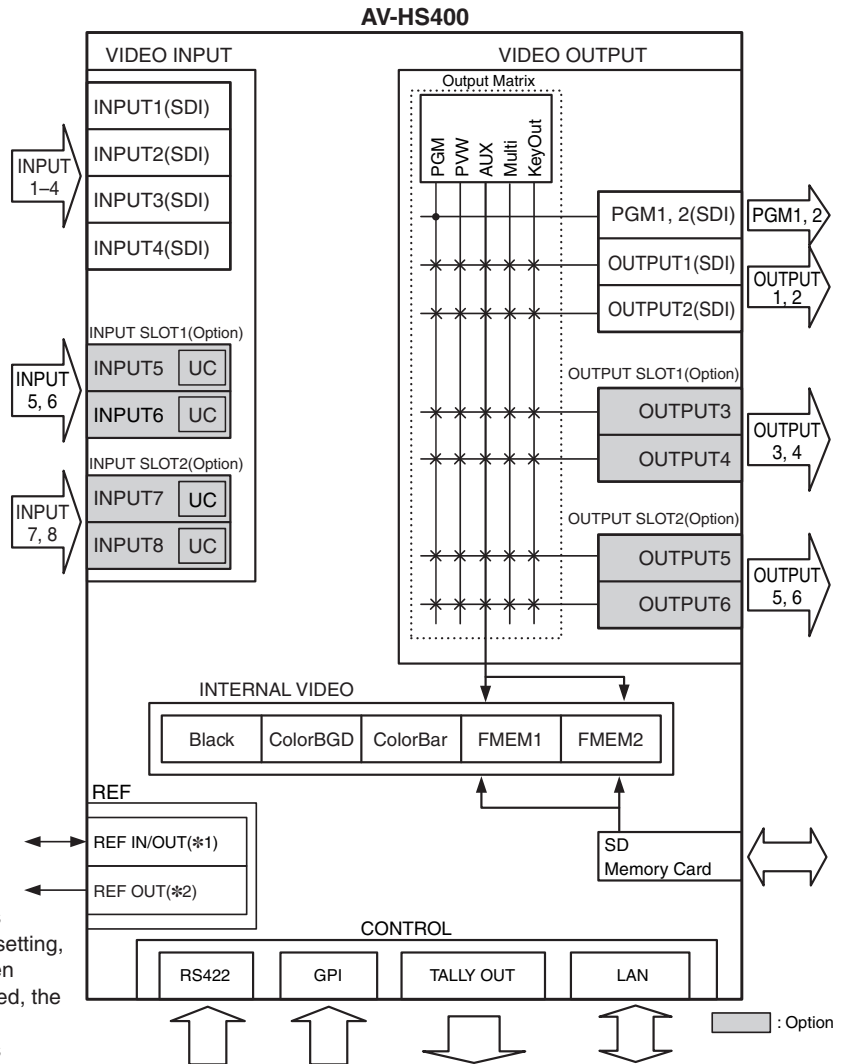 AV-HS400
VIDEO INPUT
INPUT1(SDI)
INPUT2(SDI)
INPUT3(SDI)
INPUT4(SDI)
INPUT
1–4
INPUT SLOT1(Option)
INPUT5 UC
INPUT6 UC
INPUT
5, 6
INPUT SLOT2(Option)
INPUT7 UC
INPUT8 UC
INPUT
7, 8
VIDEO OUTPUT
Output Matrix
PGM
PVW
AUX
Multi
KeyOut
PGM1, 2(SDI)
PGM1, 2
OUTPUT1(SDI)
OUTPUT2(SDI)
OUTPUT
1, 2
OUTPUT SLOT1(Option)
OUTPUT3
OUTPUT4
OUTPUT
3, 4
OUTPUT SLOT2(Option)
OUTPUT5
OUTPUT6
OUTPUT
5, 6
INTERNAL VIDEO
Black ColorBGD ColorBar FMEM1 FMEM2
REF
REF IN/OUT(✻1)
REF OUT(✻2)
SD
Memory Card
setting,
ed, the
CONTROL
RS422 GPI TALLY OUT LAN
: Option